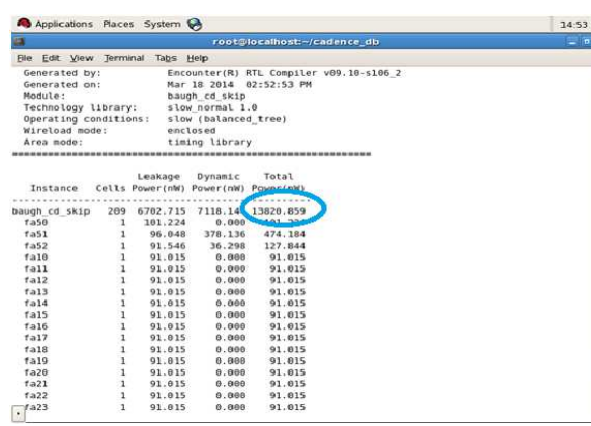 Applications Places System 14:53
root@localhost:~/cadence_db
File Edit View Terminal Tabs Help
Generated by: Encounter(R) RTL Compiler v09.10-s106_2
Generated on: Mar 18 2014 02:52:53 PM
Module: baugh_cd_skip
Technology library: slow_normal 1.0
Operating conditions: slow (balanced_tree)
Wireload mode: enclosed
Area mode: timing library
============================================================
Leakage Dynamic Total
Instance Cells Power(nW) Power(nW) Power(nW)
------------------------------------------------
baugh_cd_skip 209 6702.715 7118.14 13820.859
fa50 1 101.224 0.000 101.224
fa51 1 96.048 378.136 474.184
fa52 1 91.546 36.298 127.844
fa10 1 91.015 0.000 91.015
fa11 1 91.015 0.000 91.015
fa12 1 91.015 0.000 91.015
fa13 1 91.015 0.000 91.015
fa14 1 91.015 0.000 91.015
fa15 1 91.015 0.000 91.015
fa16 1 91.015 0.000 91.015
fa17 1 91.015 0.000 91.015
fa18 1 91.015 0.000 91.015
fa19 1 91.015 0.000 91.015
fa20 1 91.015 0.000 91.015
fa21 1 91.015 0.000 91.015
fa22 1 91.015 0.000 91.015
fa23 1 91.015 0.000 91.015